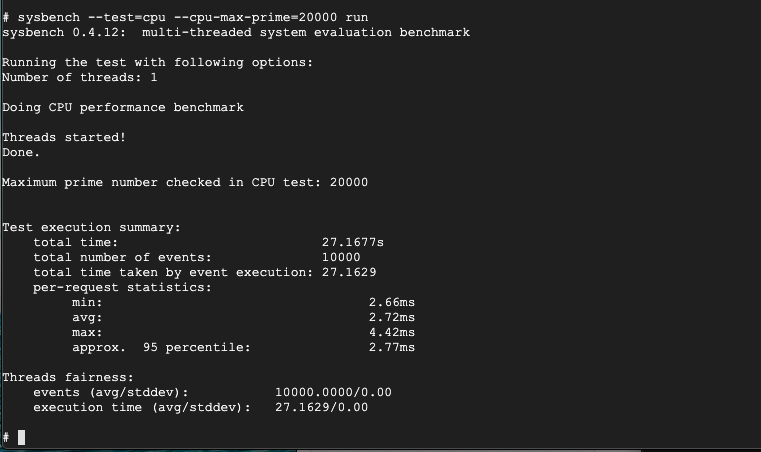 # sysbench --test=cpu --cpu-max-prime=20000 run
sysbench 0.4.12:  multi-threaded system evaluation benchmark
Running the test with following options:
Number of threads: 1
Doing CPU performance benchmark
Threads started!
Done.
Maximum prime number checked in CPU test: 20000
Test execution summary:
    total time:                          27.1677s
    total number of events:              10000
    total time taken by event execution: 27.1629
    per-request statistics:
         min:                                  2.66ms
         avg:                                  2.72ms
         max:                                  4.42ms
         approx.  95 percentile:               2.77ms
Threads fairness:
    events (avg/stddev):           10000.0000/0.00
    execution time (avg/stddev):   27.1629/0.00
#